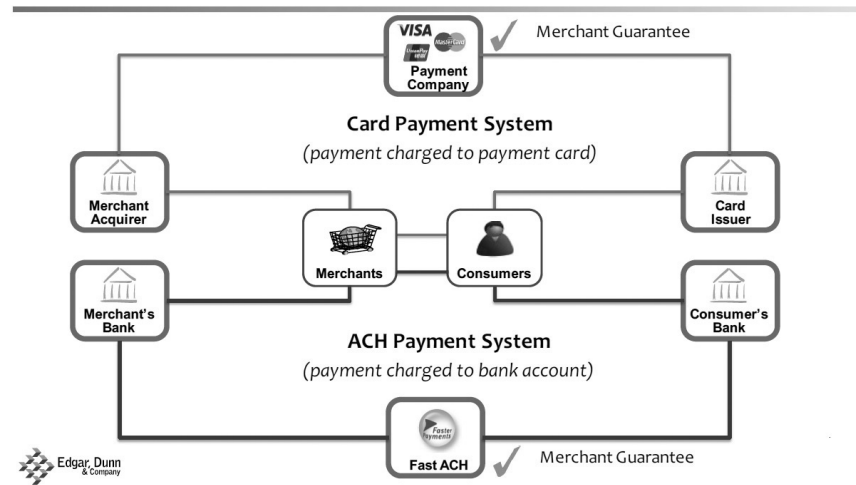 VISA
MasterCard
UnionPay
Payment
Company
Merchant Guarantee
Card Payment System
(payment charged to payment card)
Merchant
Acquirer
Card
Issuer
Merchants
Consumers
Merchant's
Bank
Consumer's
Bank
ACH Payment System
(payment charged to bank account)
Faster
Payments
Fast ACH
Merchant Guarantee
Edgar, Dunn
& Company